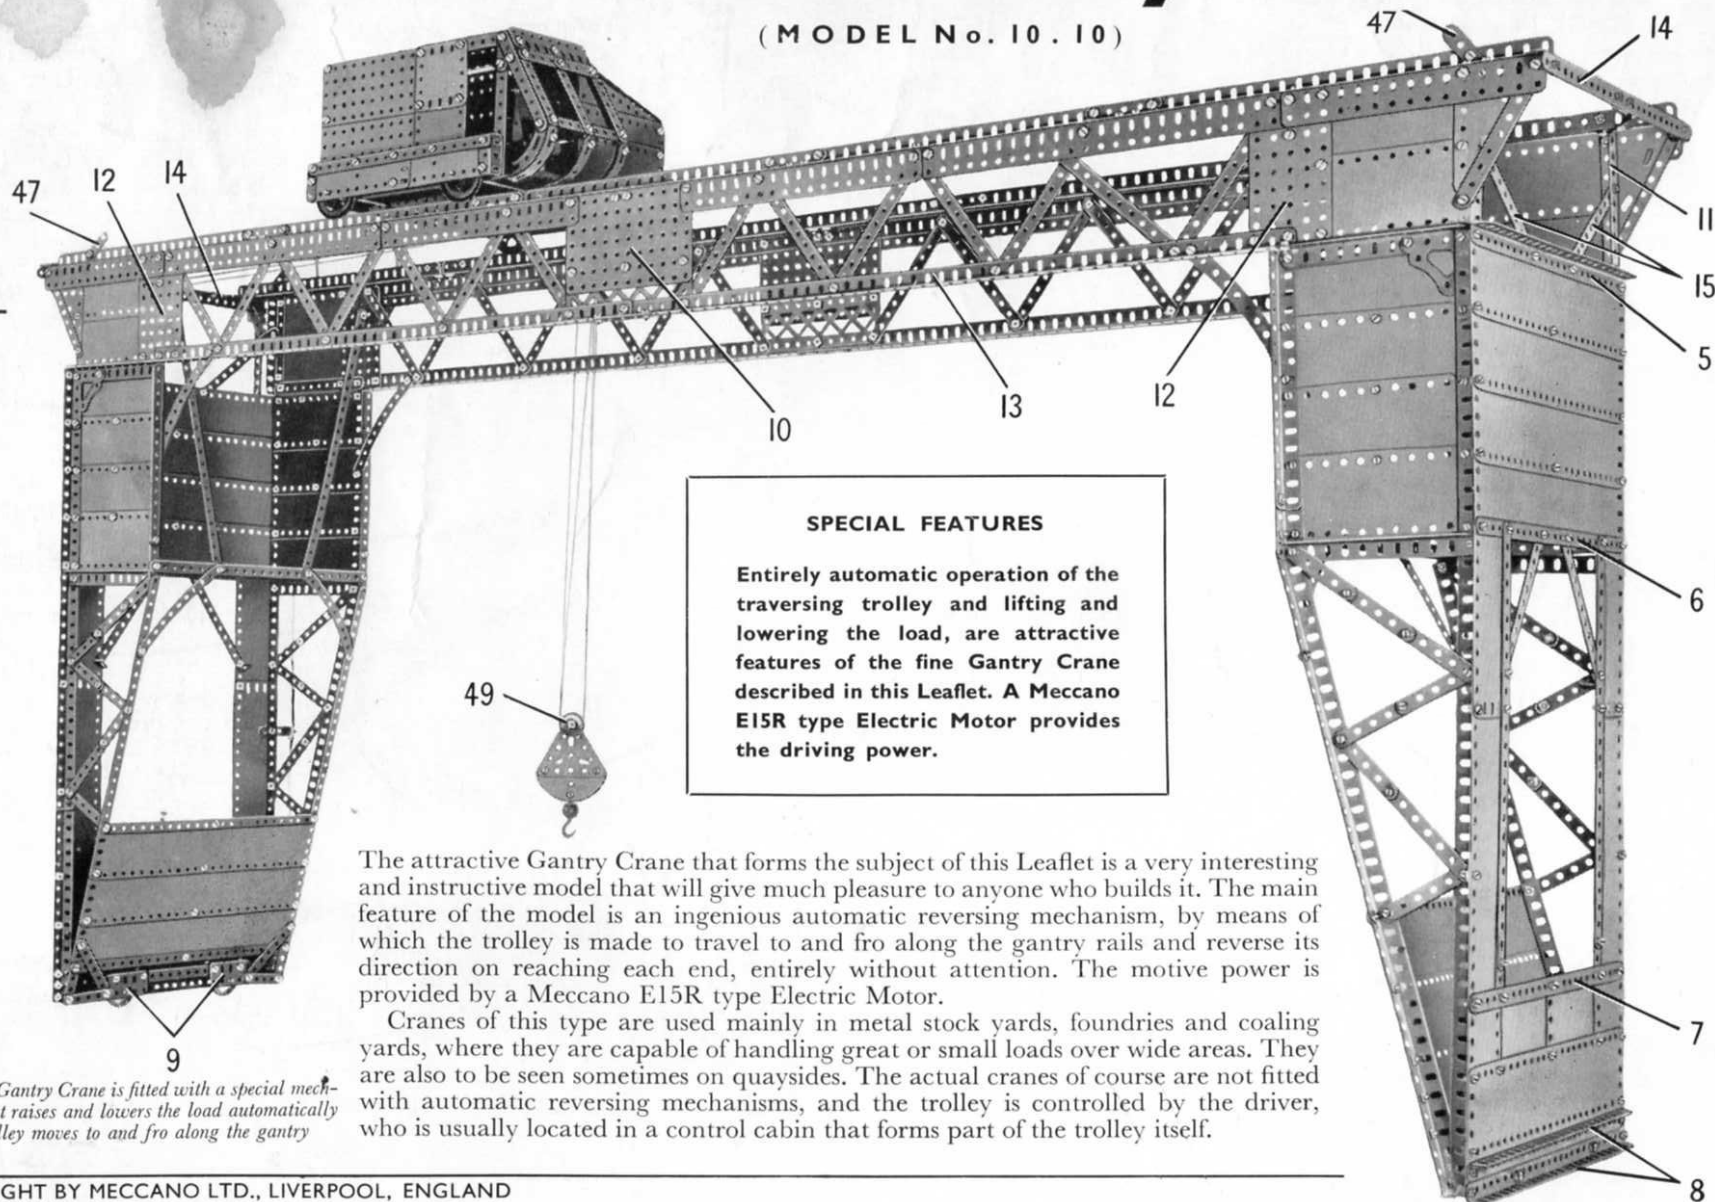 (MODEL No. 10.10)
47
14
47
12
14
11
15
5
12
13
10
SPECIAL FEATURES
Entirely automatic operation of the
traversing trolley and lifting and
lowering the load, are attractive
features of the fine Gantry Crane
described in this Leaflet. A Meccano
E15R type Electric Motor provides
the driving power.
6
49
The attractive Gantry Crane that forms the subject of this Leaflet is a very interesting
and instructive model that will give much pleasure to anyone who builds it. The main
feature of the model is an ingenious automatic reversing mechanism, by means of
which the trolley is made to travel to and fro along the gantry rails and reverse its
direction on reaching each end, entirely without attention. The motive power is
provided by a Meccano E15R type Electric Motor.
Cranes of this type are used mainly in metal stock yards, foundries and coaling
yards, where they are capable of handling great or small loads over wide areas. They
are also to be seen sometimes on quaysides. The actual cranes of course are not fitted
with automatic reversing mechanisms, and the trolley is controlled by the driver,
who is usually located in a control cabin that forms part of the trolley itself.
7
9
Gantry Crane is fitted with a special mech-
t raises and lowers the load automatically
ley moves to and fro along the gantry
8
GHT BY MECCANO LTD., LIVERPOOL, ENGLAND